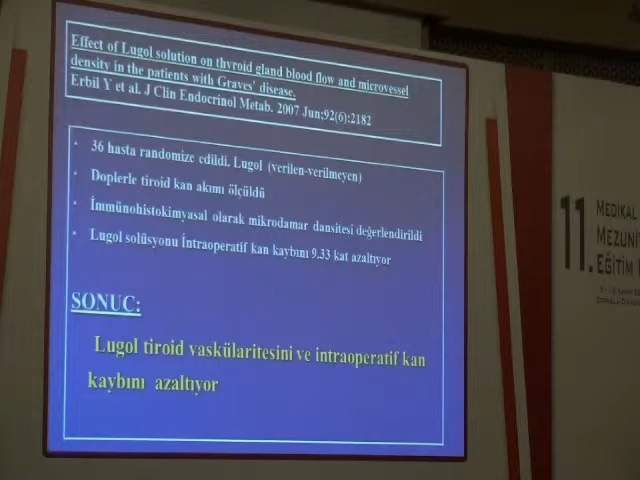 Effect of Lugol solution on thyroid gland blood flow and microvessel
density in the patients with Graves' disease.
Erbil Y et al. J Clin Endocrinol Metab. 2007 Jun;92(6):2182
• 36 hasta randomize edildi. Lugol (verilen-verilmeyen)
• Doplerle tiroid kan akımı ölçüldü
• İmmünohistokimyasal olarak mikrodamar dansitesi değerlendirildi
• Lugol solüsyonu İntraoperatif kan kaybını 9.33 kat azaltıyor
SONUC:
Lugol tiroid vaskülaritesini ve intraoperatif kan
kaybını azaltıyor
11.
MEDİKAL
MEZUNİ
EĞİTİM